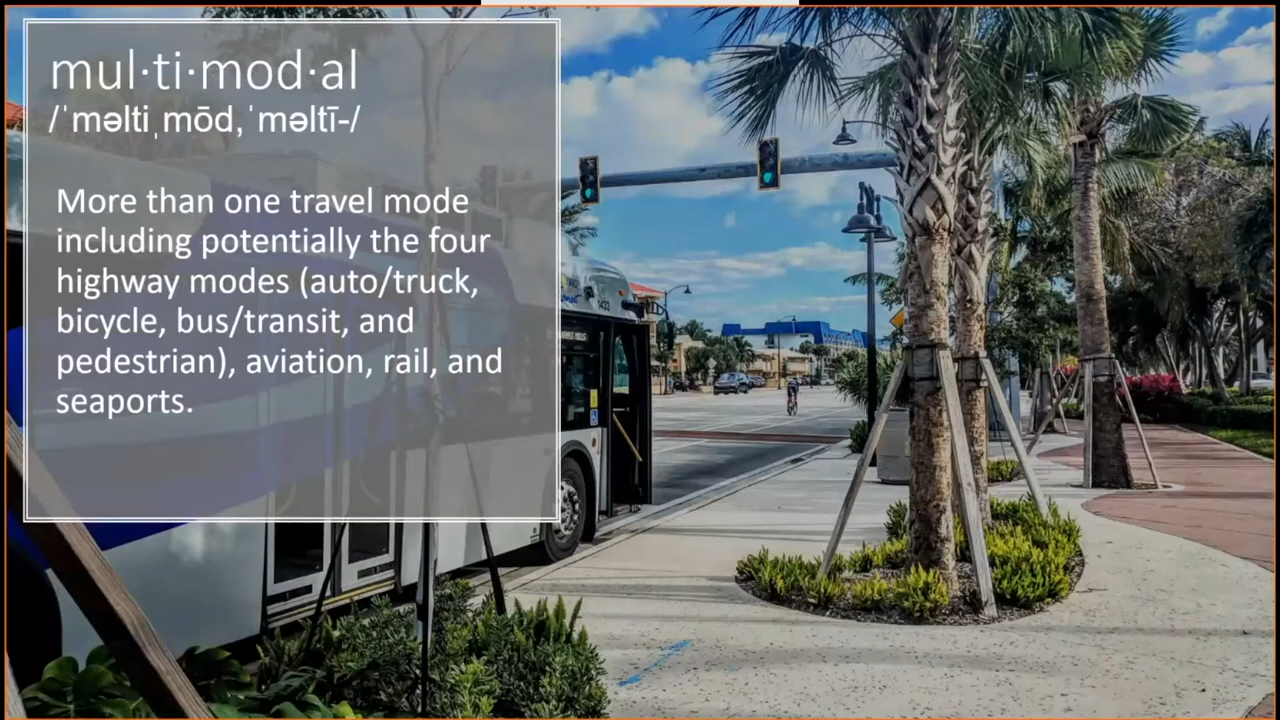 mul·ti·mod·al
/ˈməltiˌmōd,ˈməltī-/
More than one travel mode
including potentially the four
highway modes (auto/truck,
bicycle, bus/transit, and
pedestrian), aviation, rail, and
seaports.